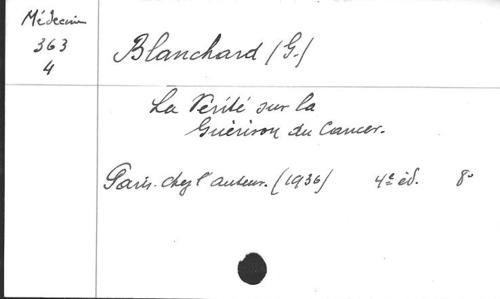 Médecine
363
4
Blanchard (G.)
La Vérité sur la
Guérison du Cancer.
Paris. chez l'auteur. (1936) 4e éd. 8°